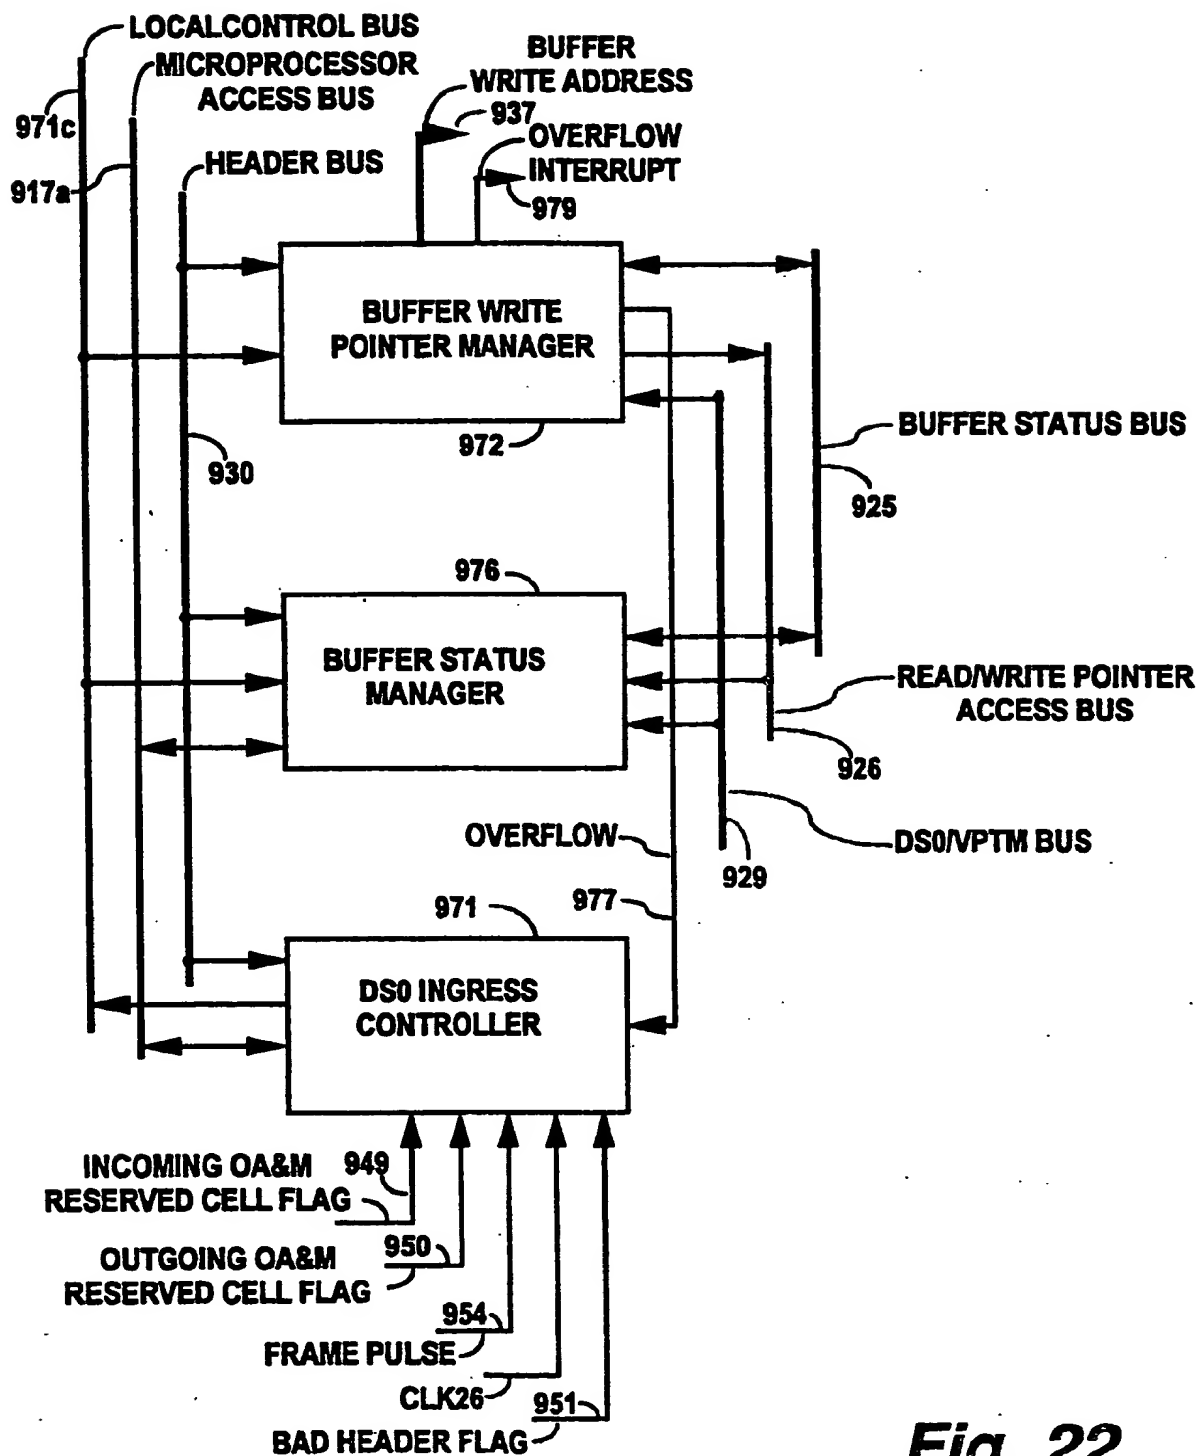 LOCALCONTROL BUS
MICROPROCESSOR
ACCESS BUS
971c
917a
HEADER BUS
BUFFER
WRITE ADDRESS
937
OVERFLOW
INTERRUPT
979
BUFFER WRITE
POINTER MANAGER
972
930
BUFFER STATUS BUS
925
976
BUFFER STATUS
MANAGER
READ/WRITE POINTER
ACCESS BUS
926
OVERFLOW
DS0/VPTM BUS
929
977
971
DS0 INGRESS
CONTROLLER
INCOMING OA&M
RESERVED CELL FLAG
949
OUTGOING OA&M
RESERVED CELL FLAG
950
954
FRAME PULSE
CLK26
951
BAD HEADER FLAG
Fig. 22